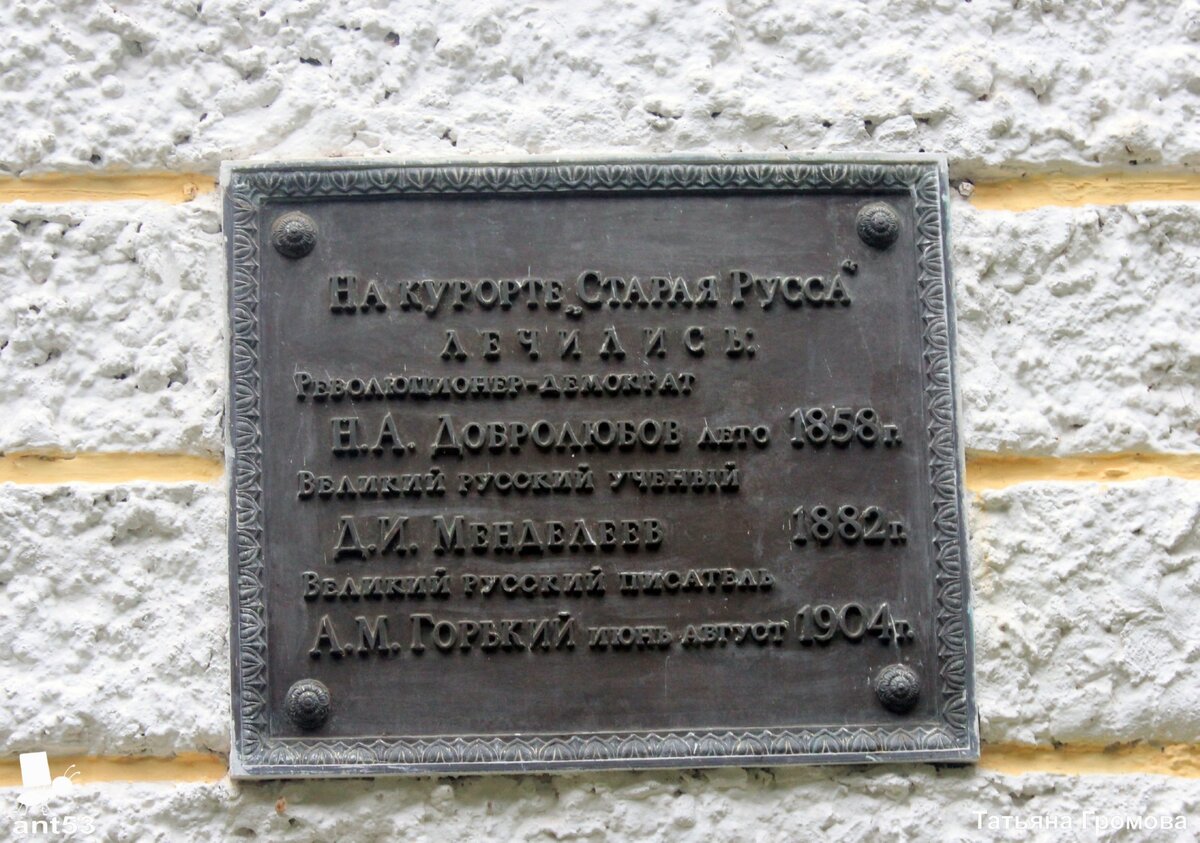 На курорте „Старая Русса“
лечились:
Революционер-демократ
Н.А. Добролюбов лето 1858 г.
Великий русский ученый
Д.И. Менделеев 1882 г.
Великий русский писатель
А.М. Горький июнь август 1904 г.
ant53
Татьяна Громова